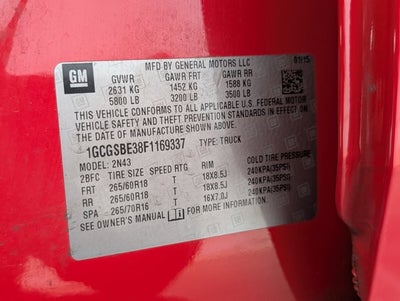 GM
MFD BY GENERAL MOTORS LLC 01/15
GVWR GAWR FRT GAWR RR
2631 KG 1452 KG 1588 KG
5800 LB 3200 LB 3500 LB
THIS VEHICLE CONFORMS TO ALL APPLICABLE U.S. FEDERAL MOTOR
VEHICLE SAFETY AND THEFT PREVENTION STANDARDS IN EFFECT ON
THE DATE OF MANUFACTURE SHOWN ABOVE.
1GCGSBE38F1169337 TYPE: TRUCK
MODEL: 2N43
2BFC TIRE SIZE SPEED RTG RIM COLD TIRE PRESSURE
FRT 265/60R18 T 18X8.5J 240KPA(35PSI)
RR 265/60R18 T 18X8.5J 240KPA(35PSI)
SPA 265/70R16 T 16X7.0J 240KPA(35PSI)
SEE OWNER'S MANUAL FOR MORE INFORMATION.